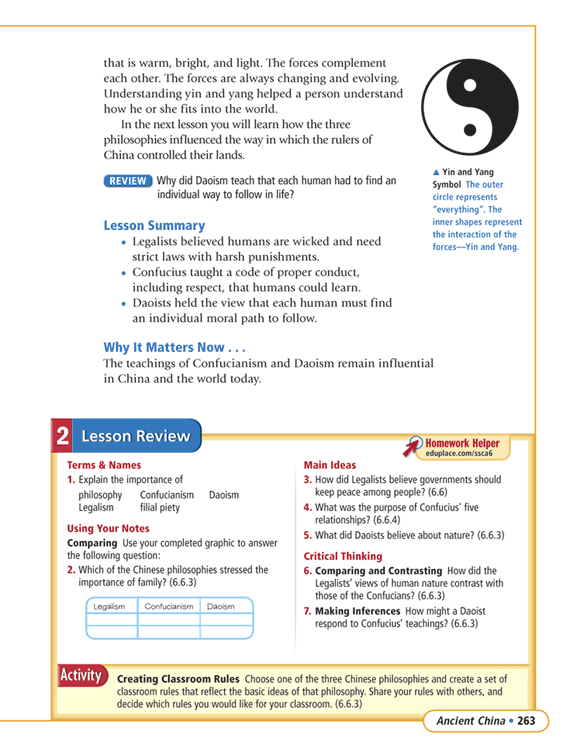 that is warm, bright, and light. The forces complement
each other. The forces are always changing and evolving.
Understanding yin and yang helped a person understand
how he or she fits into the world.
In the next lesson you will learn how the three
philosophies influenced the way in which the rulers of
China controlled their lands.
REVIEW Why did Daoism teach that each human had to find an
individual way to follow in life?
▲ Yin and Yang
Symbol The outer
circle represents
"everything". The
inner shapes represent
the interaction of the
forces—Yin and Yang.
Lesson Summary
• Legalists believed humans are wicked and need
strict laws with harsh punishments.
• Confucius taught a code of proper conduct,
including respect, that humans could learn.
• Daoists held the view that each human must find
an individual moral path to follow.
Why It Matters Now . . .
The teachings of Confucianism and Daoism remain influential
in China and the world today.
2 Lesson Review
Homework Helper
eduplace.com/ssca6
Terms & Names
1. Explain the importance of
philosophy Confucianism Daoism
Legalism filial piety
Using Your Notes
Comparing Use your completed graphic to answer
the following question:
2. Which of the Chinese philosophies stressed the
importance of family? (6.6.3)
Legalism Confucianism Daoism
Main Ideas
3. How did Legalists believe governments should
keep peace among people? (6.6)
4. What was the purpose of Confucius' five
relationships? (6.6.4)
5. What did Daoists believe about nature? (6.6.3)
Critical Thinking
6. Comparing and Contrasting How did the
Legalists' views of human nature contrast with
those of the Confucians? (6.6.3)
7. Making Inferences How might a Daoist
respond to Confucius' teachings? (6.6.3)
Activity
Creating Classroom Rules Choose one of the three Chinese philosophies and create a set of
classroom rules that reflect the basic ideas of that philosophy. Share your rules with others, and
decide which rules you would like for your classroom. (6.6.3)
Ancient China • 263